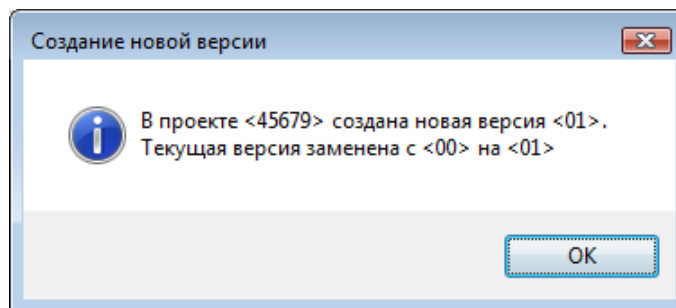 Создание новой версии
В проекте <45679> создана новая версия <01>.
Текущая версия заменена с <00> на <01>
OK